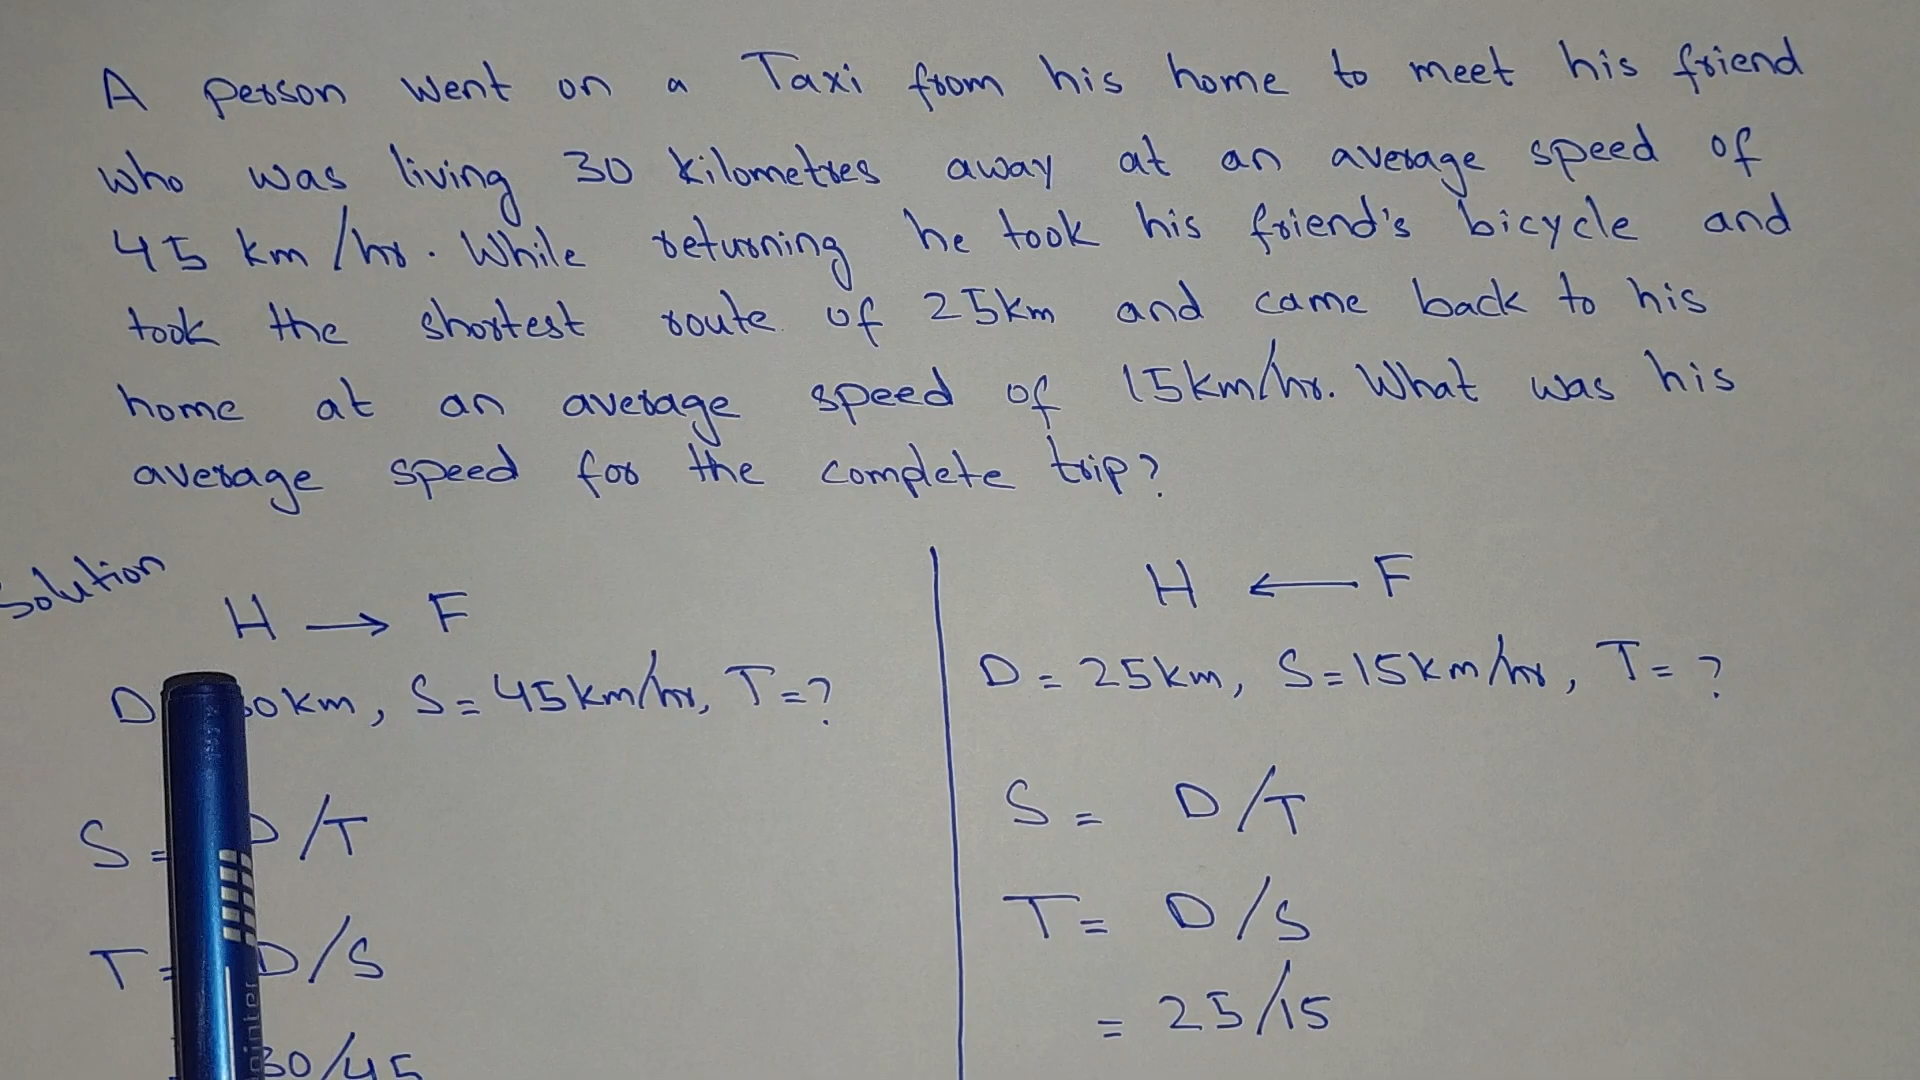 A person went on a Taxi from his home to meet his friend
who was living 30 kilometres away at an average speed of
45 km/hr. While returning he took his friend's bicycle and
took the shortest route of 25km and came back to his
home at an average speed of 15km/hr. What was his
average speed for the complete trip?
Solution
H → F
D 30km, S = 45km/hr, T = ?
S = D/T
T = D/S
30/45
H ← F
D = 25km, S = 15km/hr, T = ?
S = D/T
T = D/S
= 25/15